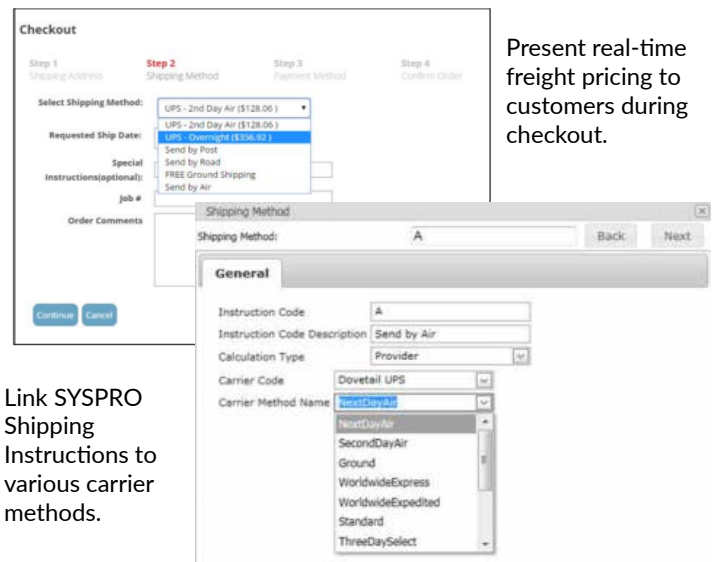 Checkout
Step 1
Shipping Address
Step 2
Shipping Method
Step 3
Payment Method
Step 4
Confirm Order
Select Shipping Method:
UPS - 2nd Day Air ($128.06 )
UPS - 2nd Day Air ($128.06 )
UPS - Overnight ($356.92 )
Send by Post
Send by Road
FREE Ground Shipping
Send by Air
Requested Ship Date:
Special
Instructions(optional):
Job #
Order Comments
Continue
Cancel
Present real-time
freight pricing to
customers during
checkout.
Shipping Method
Shipping Method:
A
Back
Next
General
Instruction Code
A
Instruction Code Description
Send by Air
Calculation Type
Provider
Carrier Code
Dovetail UPS
Carrier Method Name
NextDayAir
NextDayAir
SecondDayAir
Ground
WorldwideExpress
WorldwideExpedited
Standard
ThreeDaySelect
Link SYSPRO
Shipping
Instructions to
various carrier
methods.